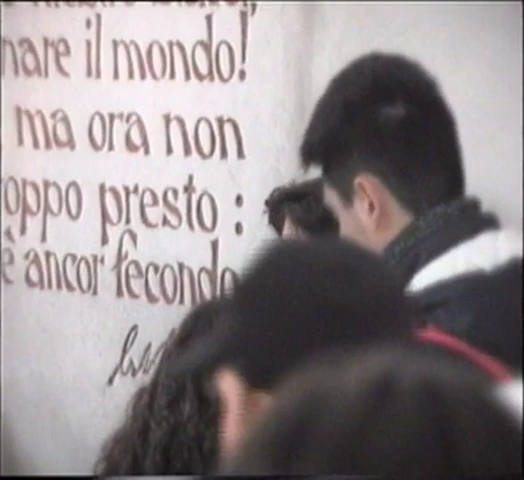 nare il mondo!
ma ora non
oppo presto :
è ancor fecondo